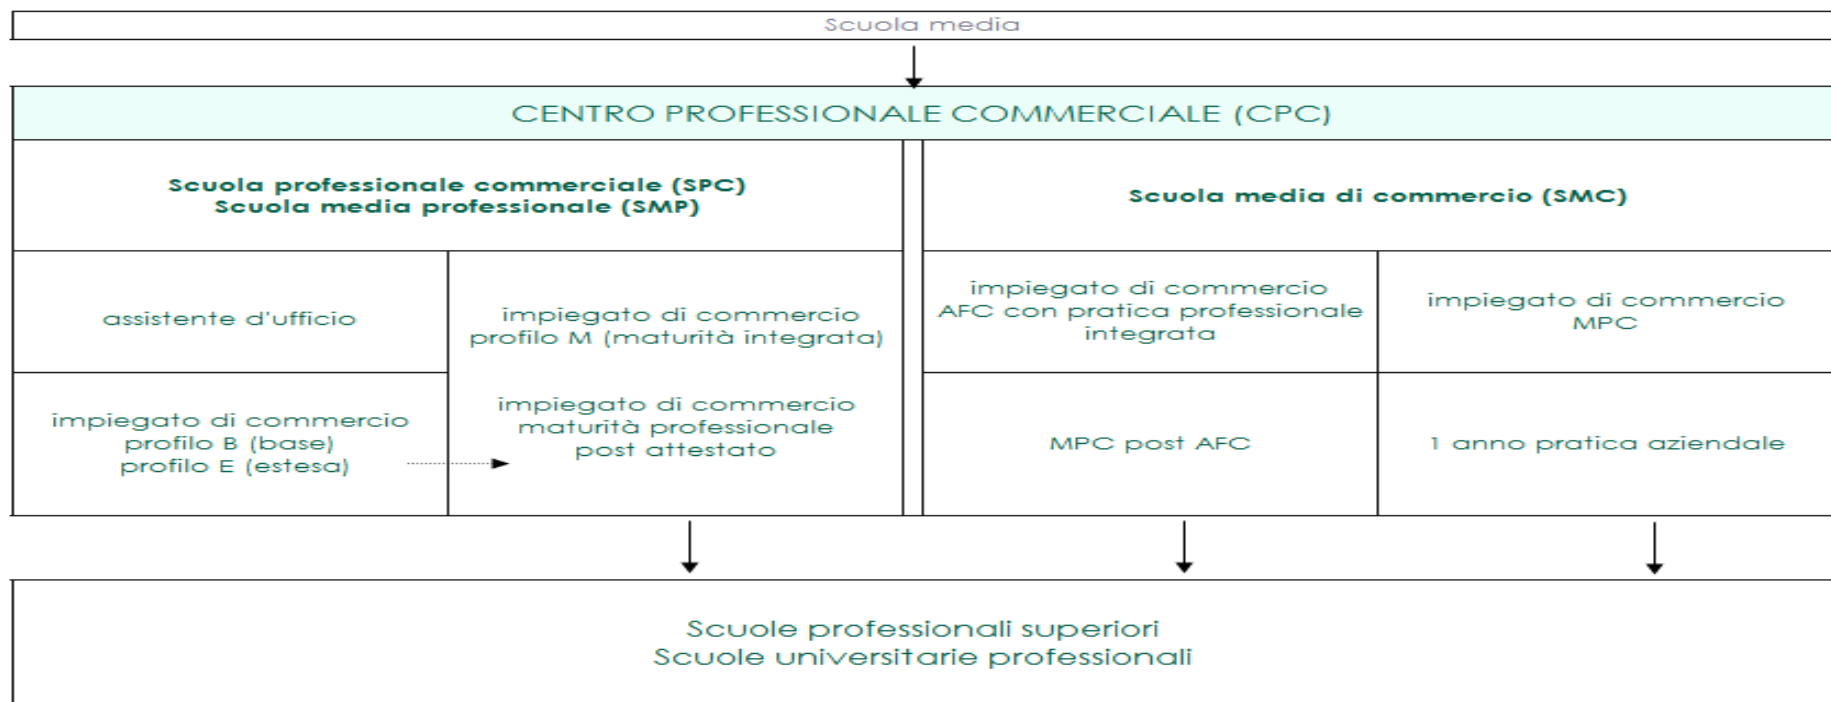 Scuola media
CENTRO PROFESSIONALE COMMERCIALE (CPC)
Scuola professionale commerciale (SPC)
Scuola media professionale (SMP)
Scuola media di commercio (SMC)
assistente d'ufficio
impiegato di commercio
profilo M (maturità integrata)
impiegato di commercio
AFC con pratica professionale
integrata
impiegato di commercio
MPC
impiegato di commercio
profilo B (base)
profilo E (estesa)
impiegato di commercio
maturità professionale
post attestato
MPC post AFC
1 anno pratica aziendale
Scuole professionali superiori
Scuole universitarie professionali